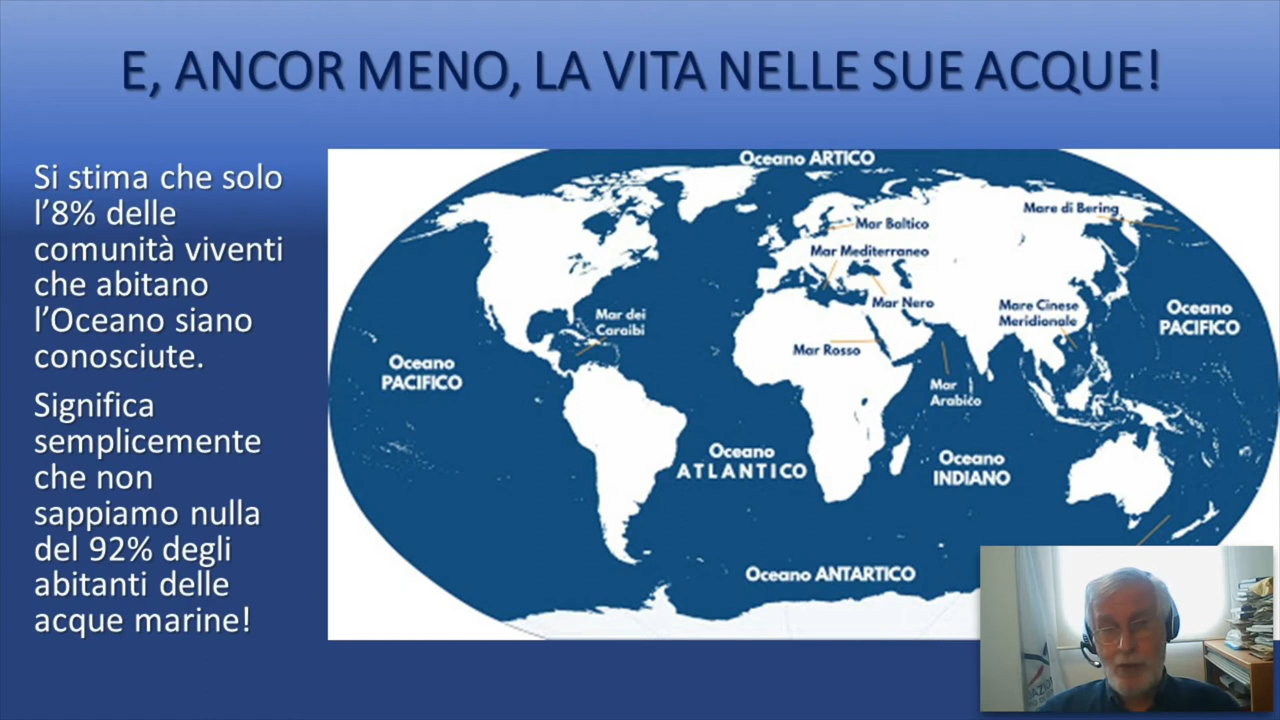 E, ANCOR MENO, LA VITA NELLE SUE ACQUE!
Si stima che solo
l’8% delle
comunità viventi
che abitano
l’Oceano siano
conosciute.
Significa
semplicemente
che non
sappiamo nulla
del 92% degli
abitanti delle
acque marine!
Oceano ARTICO
Mare di Bering
Mar Baltico
Mar Mediterraneo
Mar Nero
Mare Cinese
Meridionale
Oceano
PACIFICO
Mar dei
Caraibi
Mar Rosso
Oceano
PACIFICO
Mar
Arabico
Oceano
ATLANTICO
Oceano
INDIANO
Oceano ANTARTICO